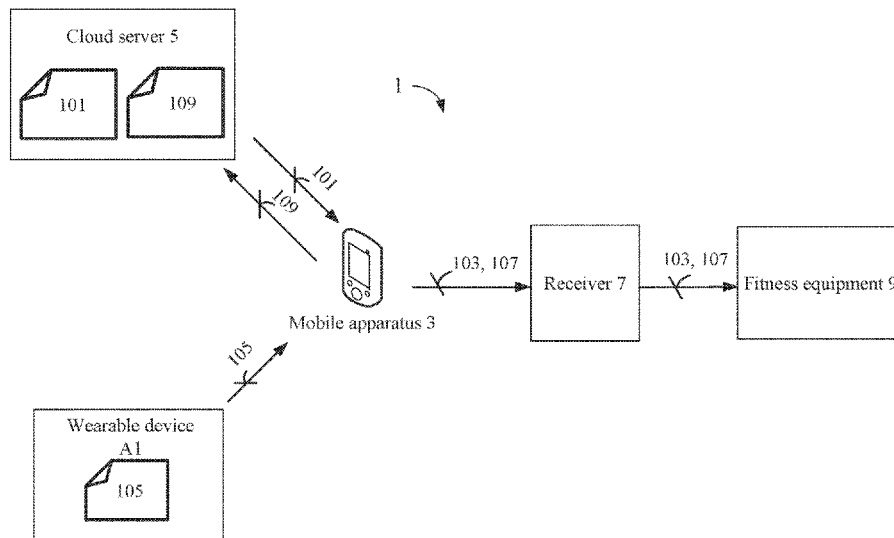 Cloud server 5
101
109
1
101
109
103, 107
103, 107
Receiver 7
Fitness equipment 9
Mobile apparatus 3
105
Wearable device
A1
105